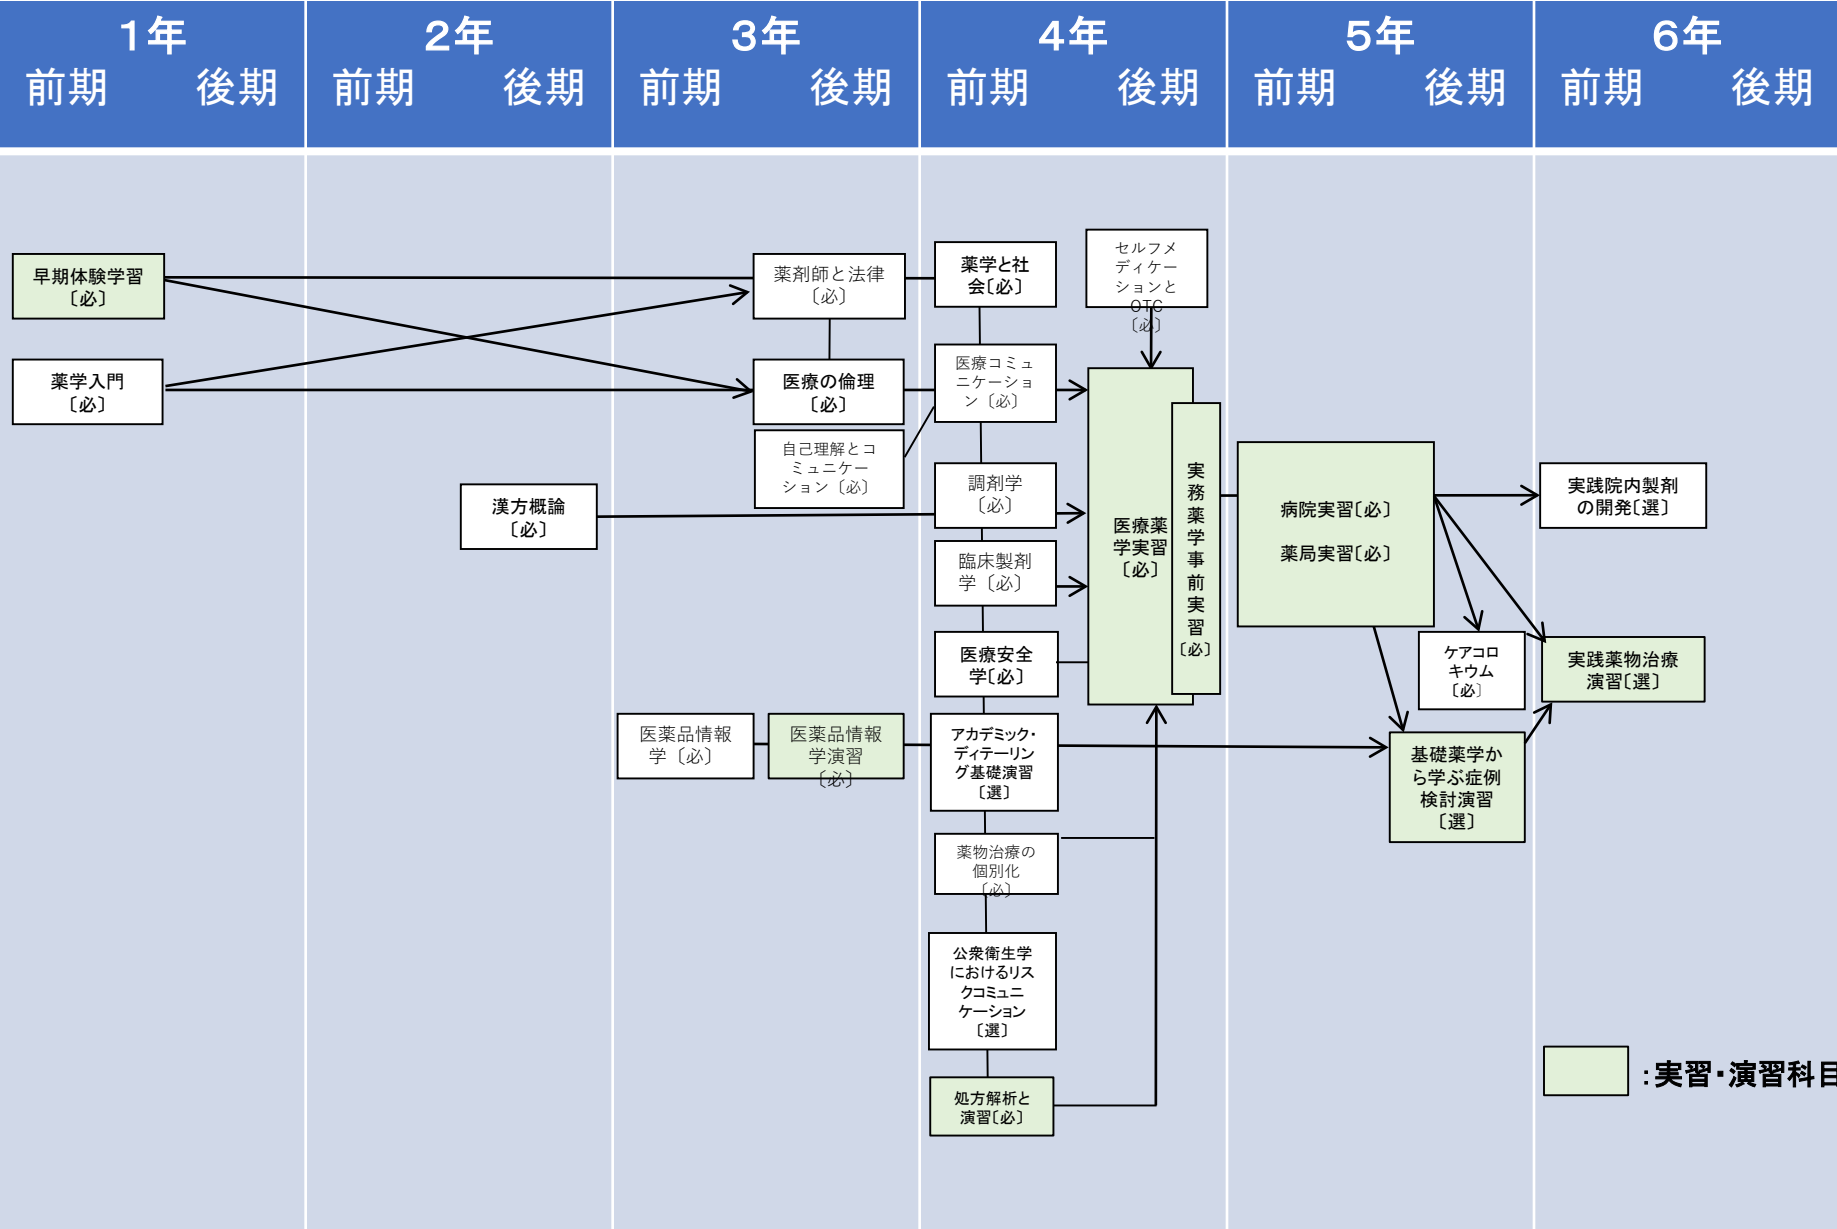 1年
前期 後期
2年
前期 後期
3年
前期 後期
4年
前期 後期
5年
前期 後期
6年
前期 後期
早期体験学習
〔必〕
薬学入門
〔必〕
漢方概論
〔必〕
薬剤師と法律
〔必〕
医療の倫理
〔必〕
自己理解とコ
ミュニケー
ション〔必〕
医薬品情報
学〔必〕
医薬品情報
学演習
〔必〕
薬学と社
会〔必〕
医療コミュ
ニケーショ
ン〔必〕
調剤学
〔必〕
臨床製剤
学〔必〕
医療安全
学〔必〕
アカデミック・
ディテーリン
グ基礎演習
〔選〕
薬物治療の
個別化
〔必〕
公衆衛生学
におけるリス
クコミュニ
ケーション
〔選〕
処方解析と
演習〔必〕
セルフメ
ディケー
ションと
OTC
〔必〕
医療薬
学実習
〔必〕
実
務
薬
学
事
前
実
習
〔必〕
病院実習〔必〕
薬局実習〔必〕
ケアコロ
キウム
〔必〕
基礎薬学か
ら学ぶ症例
検討演習
〔選〕
実践院内製剤
の開発〔選〕
実践薬物治療
演習〔選〕
：実習・演習科目